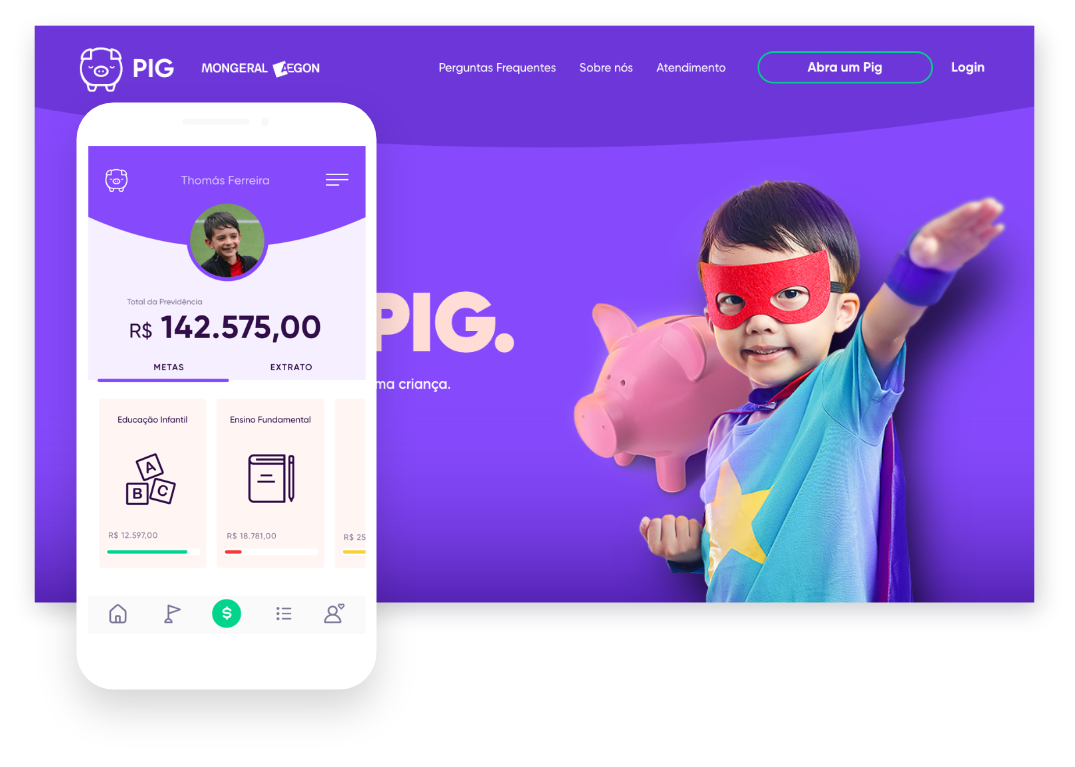 PIG
MONGERAL AEGON
Perguntas Frequentes
Sobre nós
Atendimento
Abra um Pig
Login
Thomás Ferreira
Total da Previdência
R$ 142.575,00
METAS
EXTRATO
Educação Infantil
Ensino Fundamental
A
B C
R$ 12.597,00
R$ 18.781,00
R$ 25
$
PIG.
ma criança.